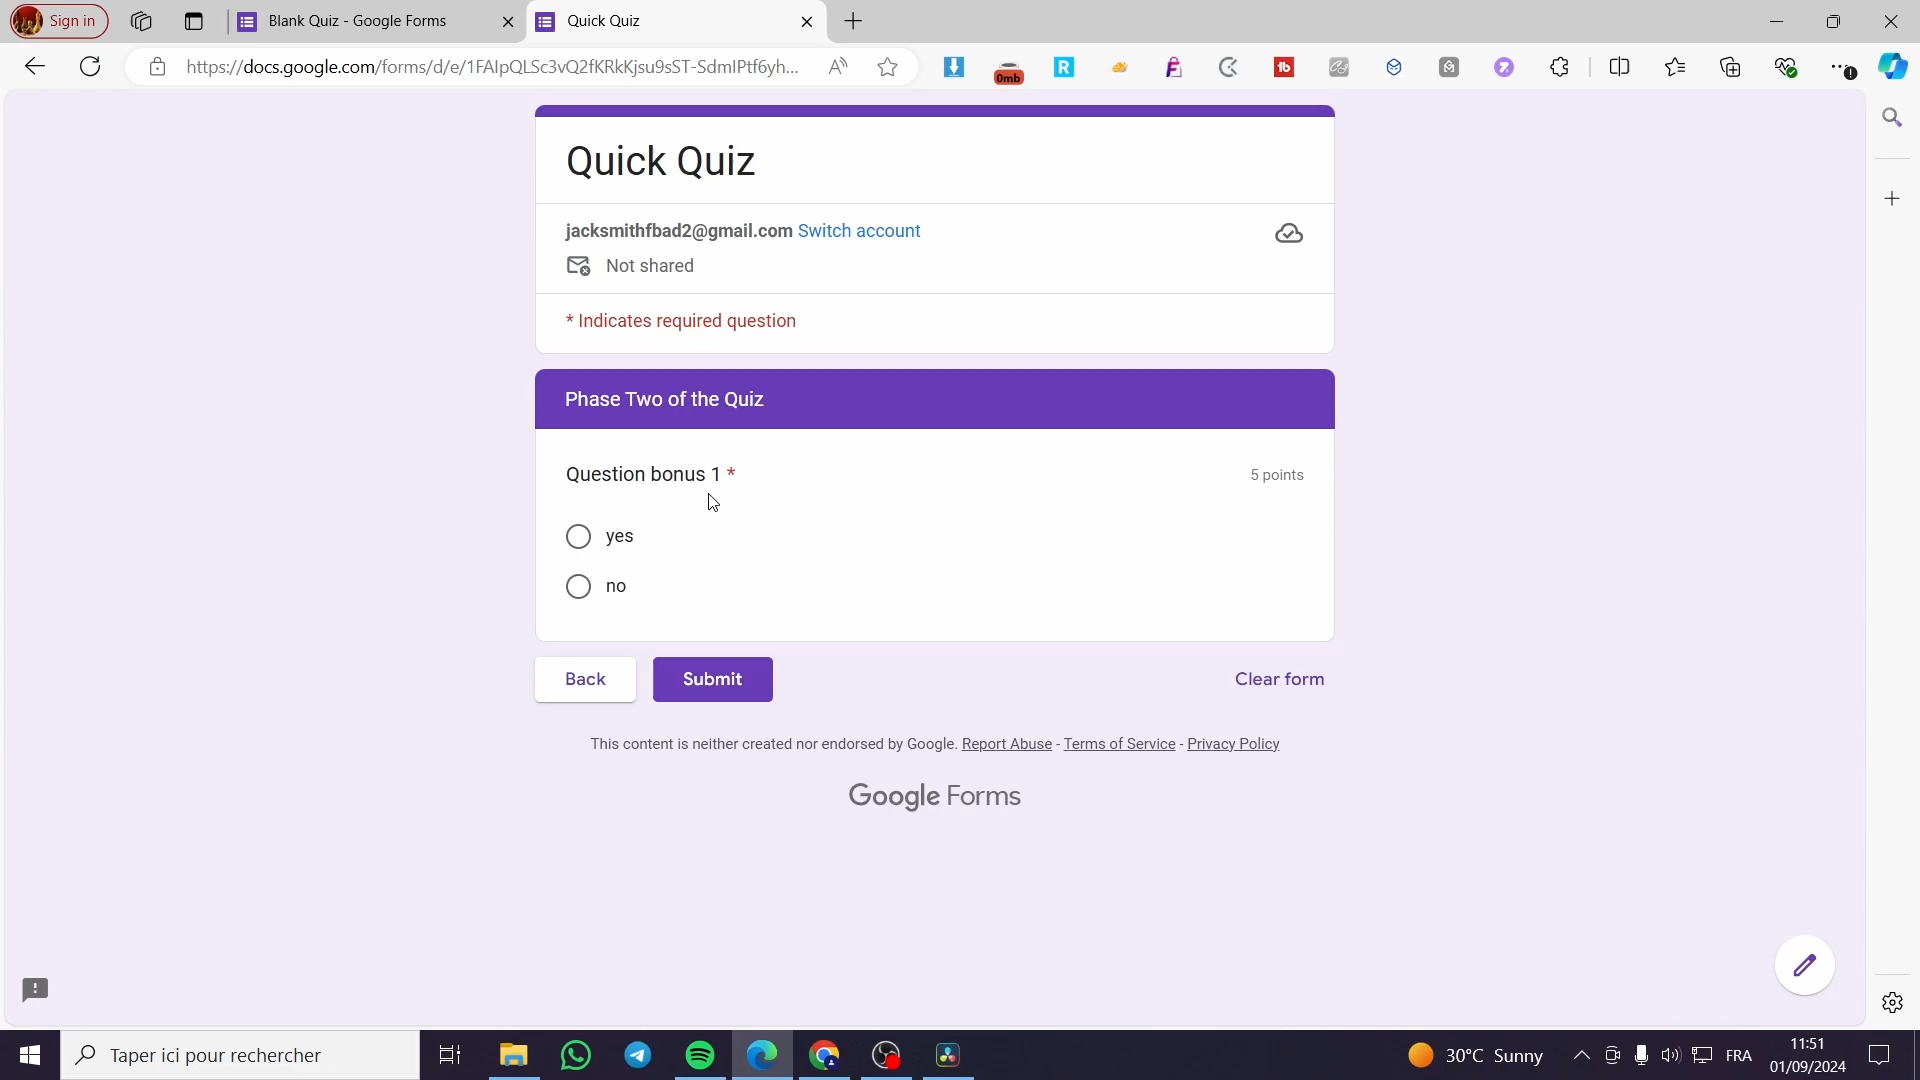 Sign in
Blank Quiz - Google Forms
Quick Quiz
https://docs.google.com/forms/d/e/1FAIpQLSc3vQ2fKRkKjsu9sST-SdmIPtf6yh...
0mb
Quick Quiz
jacksmithfbad2@gmail.com Switch account
Not shared
* Indicates required question
Phase Two of the Quiz
Question bonus 1 *
5 points
yes
no
Back
Submit
Clear form
This content is neither created nor endorsed by Google. Report Abuse - Terms of Service - Privacy Policy
Google Forms
Taper ici pour rechercher
30°C Sunny
FRA
11:51
01/09/2024